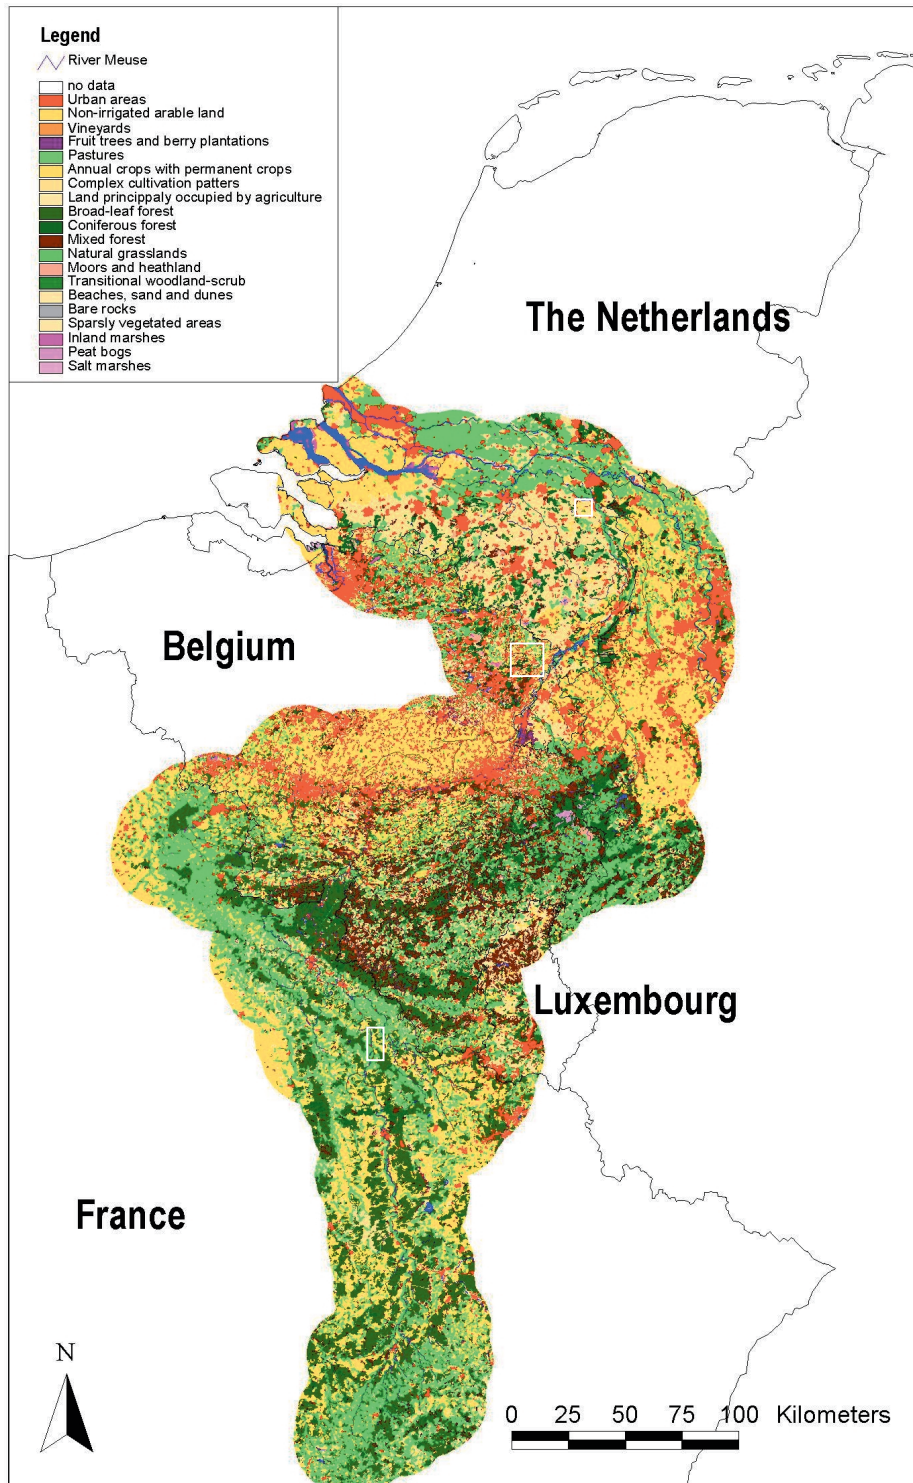 Legend
River Meuse
no data
Urban areas
Non-irrigated arable land
Vineyards
Fruit trees and berry plantations
Pastures
Annual crops with permanent crops
Complex cultivation patters
Land princippaly occupied by agriculture
Broad-leaf forest
Coniferous forest
Mixed forest
Natural grasslands
Moors and heathland
Transitional woodland-scrub
Beaches, sand and dunes
Bare rocks
Sparsly vegetated areas
Inland marshes
Peat bogs
Salt marshes
The Netherlands
Belgium
Luxembourg
France
N
0 25 50 75 100 Kilometers